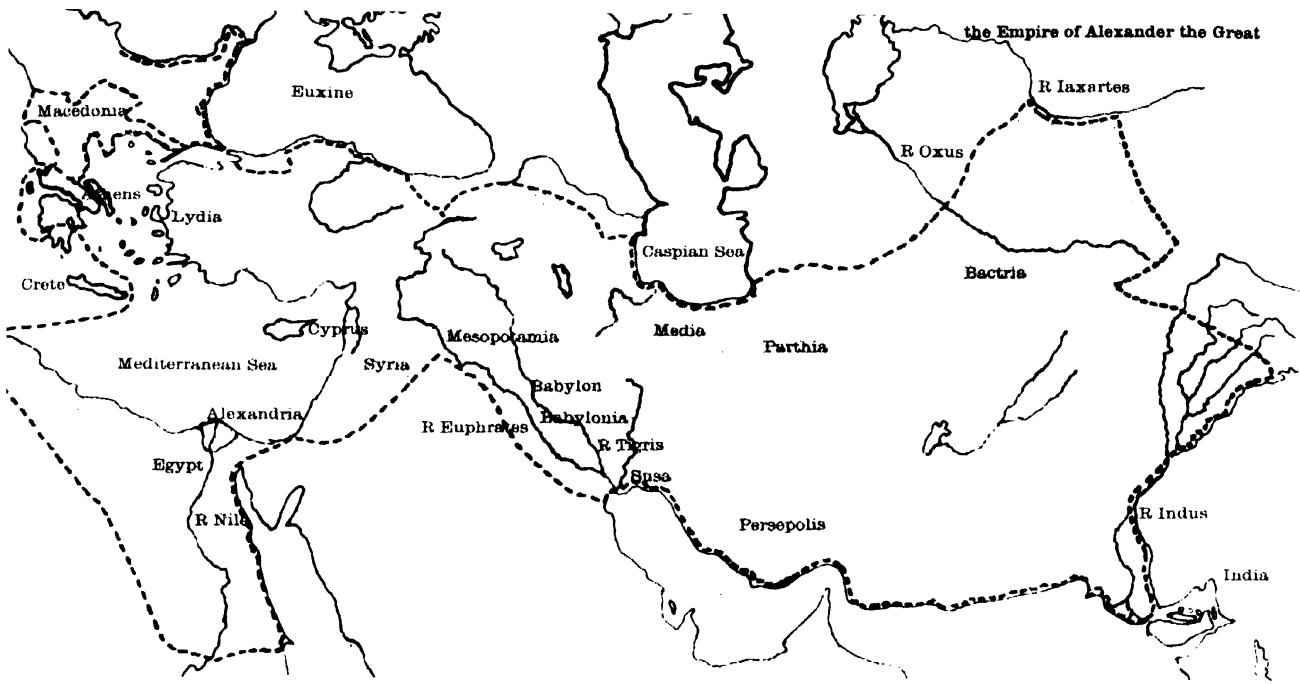 the Empire of Alexander the Great
R Iaxartes
Euxine
Macedonia
R Oxus
Athens
Lydia
Caspian Sea
Bactria
Crete
Cyprus
Media
Mesopotamia
Parthia
Mediterranean Sea
Syria
Babylon
Alexandria
Babylonia
R Euphrates
R Tigris
Egypt
Susa
R Nile
Persepolis
R Indus
India